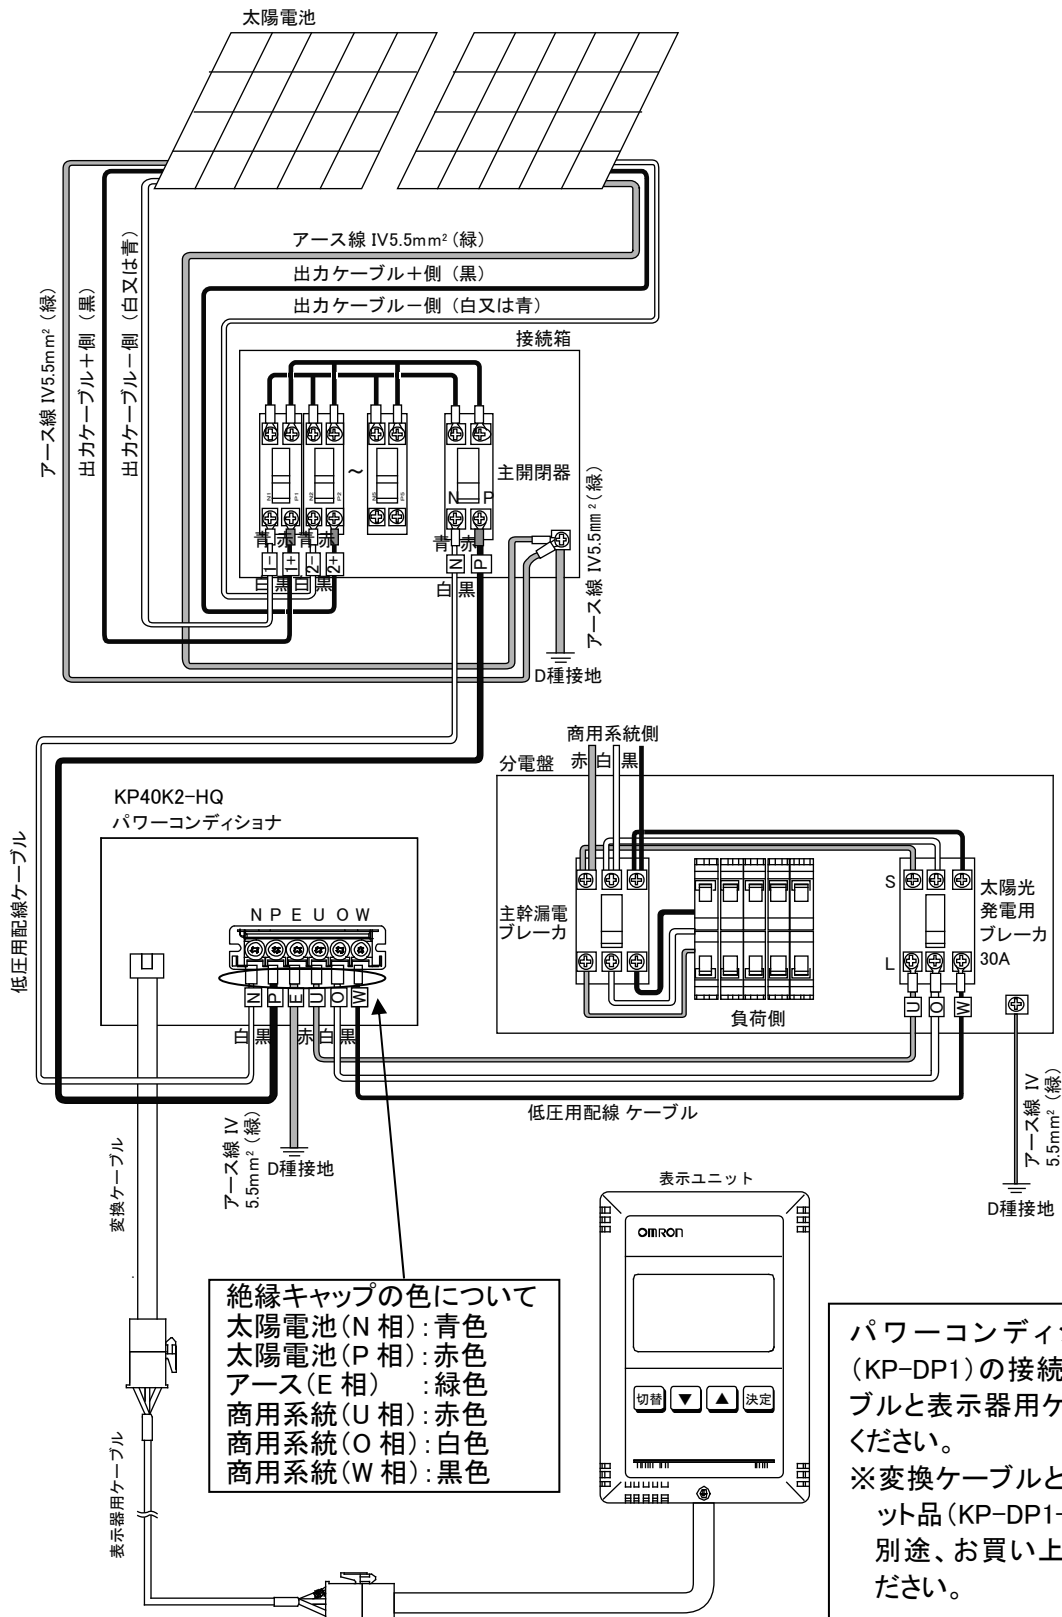 太陽電池
アース線 IV5.5mm² (緑)
出力ケーブル＋側 (黒)
出力ケーブルー側 (白又は青)
アース線 IV5.5mm² (緑)
出力ケーブル＋側 (黒)
出力ケーブルー側 (白又は青)
接続箱
～
主開閉器
N1 P1 N2 P2 N5 P5 N P
青 赤 青 赤 青 赤
1- 1+ 2- 2+ N P
白 黒 白 黒 白 黒
アース線 IV5.5mm² (緑)
D種接地
商用系統側
分電盤 赤 白 黒
KP40K2-HQ
パワーコンディショナ
低圧用配線ケーブル
N P E U O W
N P E U O W
白 黒 赤 白 黒
主幹漏電
ブレーカ
S
L
太陽光
発電用
ブレーカ
30A
負荷側
U O W
低圧用配線 ケーブル
アース線 IV
5.5mm² (緑)
D種接地
アース線 IV
5.5mm² (緑)
D種接地
変換ケーブル
表示器用ケーブル
表示ユニット
OMRON
切替 ▼ ▲ 決定
絶縁キャップの色について
太陽電池(N 相):青色
太陽電池(P 相):赤色
アース(E 相) :緑色
商用系統(U 相):赤色
商用系統(O 相):白色
商用系統(W 相):黒色
パワーコンディ
(KP-DP1)の接続
ブルと表示器用ケ
ください。
※変換ケーブルと
ット品(KP-DP1-
別途、お買い上
ださい。